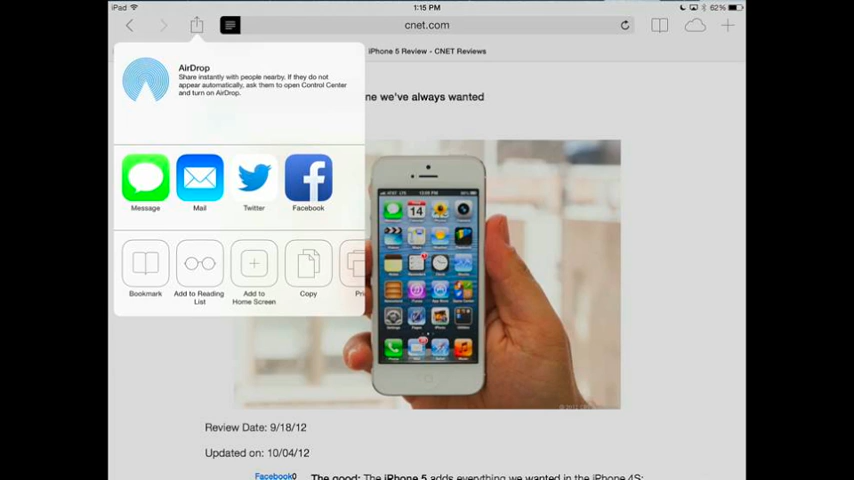 iPad
1:15 PM
62%
cnet.com
iPhone 5 Review - CNET Reviews
AirDrop
Share instantly with people nearby. If they do not
appear automatically, ask them to open Control Center
and turn on AirDrop.
me we've always wanted
Message
Mail
Twitter
Facebook
Bookmark
Add to Reading
List
Add to
Home Screen
Copy
14
Review Date: 9/18/12
Updated on: 10/04/12
Facebook0
The good: The iPhone 5 adds everything we wanted in the iPhone 4S: